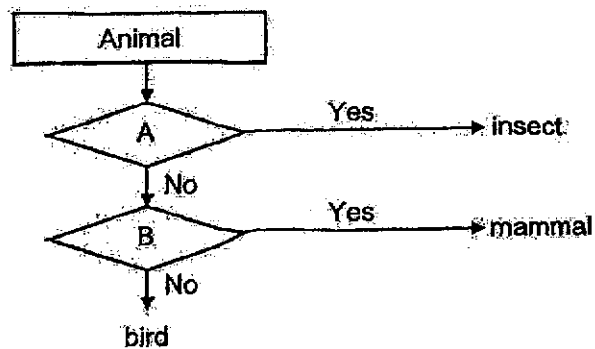 Animal
A
Yes
insect
No
B
Yes
mammal
No
bird